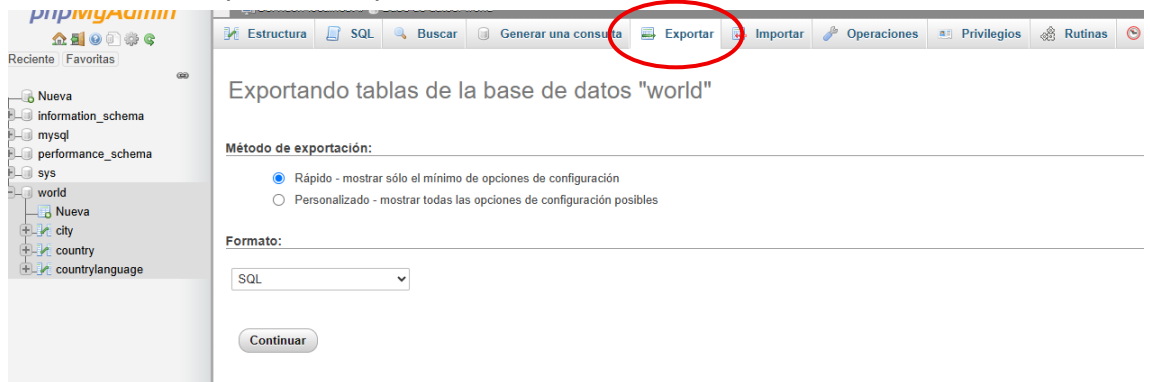 phpMyAdmin
Estructura SQL Buscar Generar una consulta Exportar Importar Operaciones Privilegios Rutinas
Reciente Favoritas
Nueva
information_schema
mysql
performance_schema
sys
world
Nueva
city
country
countrylanguage
Exportando tablas de la base de datos "world"
Método de exportación:
Rápido - mostrar sólo el mínimo de opciones de configuración
Personalizado - mostrar todas las opciones de configuración posibles
Formato:
SQL
Continuar